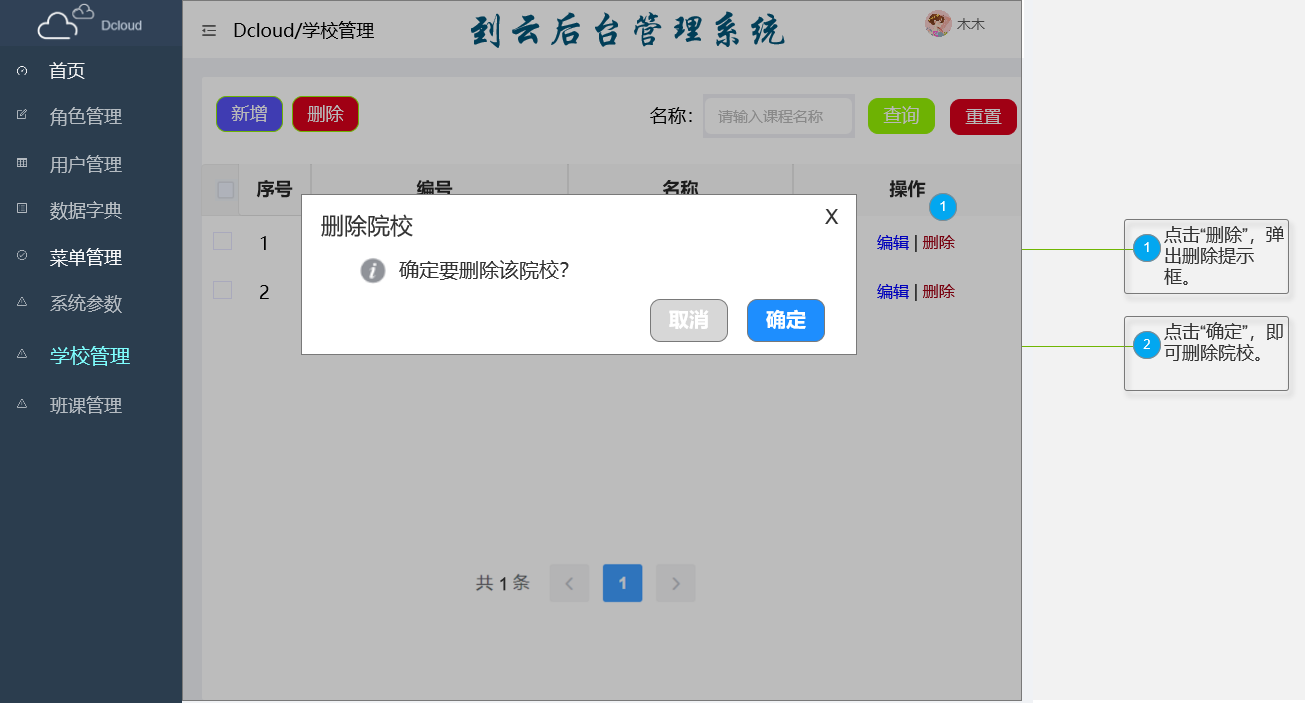 Dcloud
首页
角色管理
用户管理
数据字典
菜单管理
系统参数
学校管理
班课管理
Dcloud/学校管理
到云后台管理系统
木木
新增 删除 名称： 请输入课程名称 查询 重置
序号 编号 名称 操作
1
1 编辑 | 删除
2 编辑 | 删除
删除院校 X
i 确定要删除该院校？
取消 确定
共 1 条 < 1 >
1 点击“删除”，弹
出删除提示
框。
2 点击“确定”，即
可删除院校。